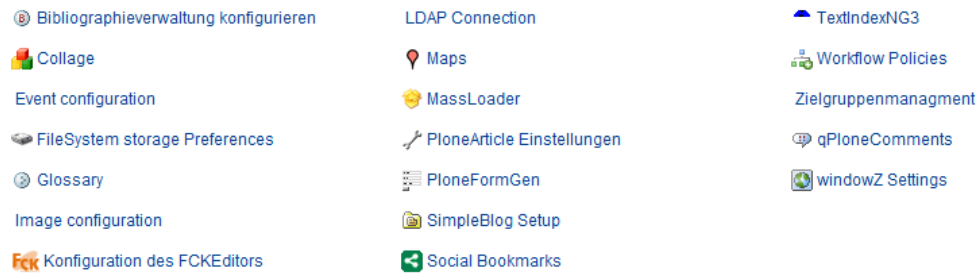 Bibliographieverwaltung konfigurieren
Collage
Event configuration
FileSystem storage Preferences
Glossary
Image configuration
Fck Konfiguration des FCKEditors
LDAP Connection
Maps
MassLoader
PloneArticle Einstellungen
PloneFormGen
SimpleBlog Setup
Social Bookmarks
TextIndexNG3
Workflow Policies
Zielgruppenmanagment
qPloneComments
windowZ Settings